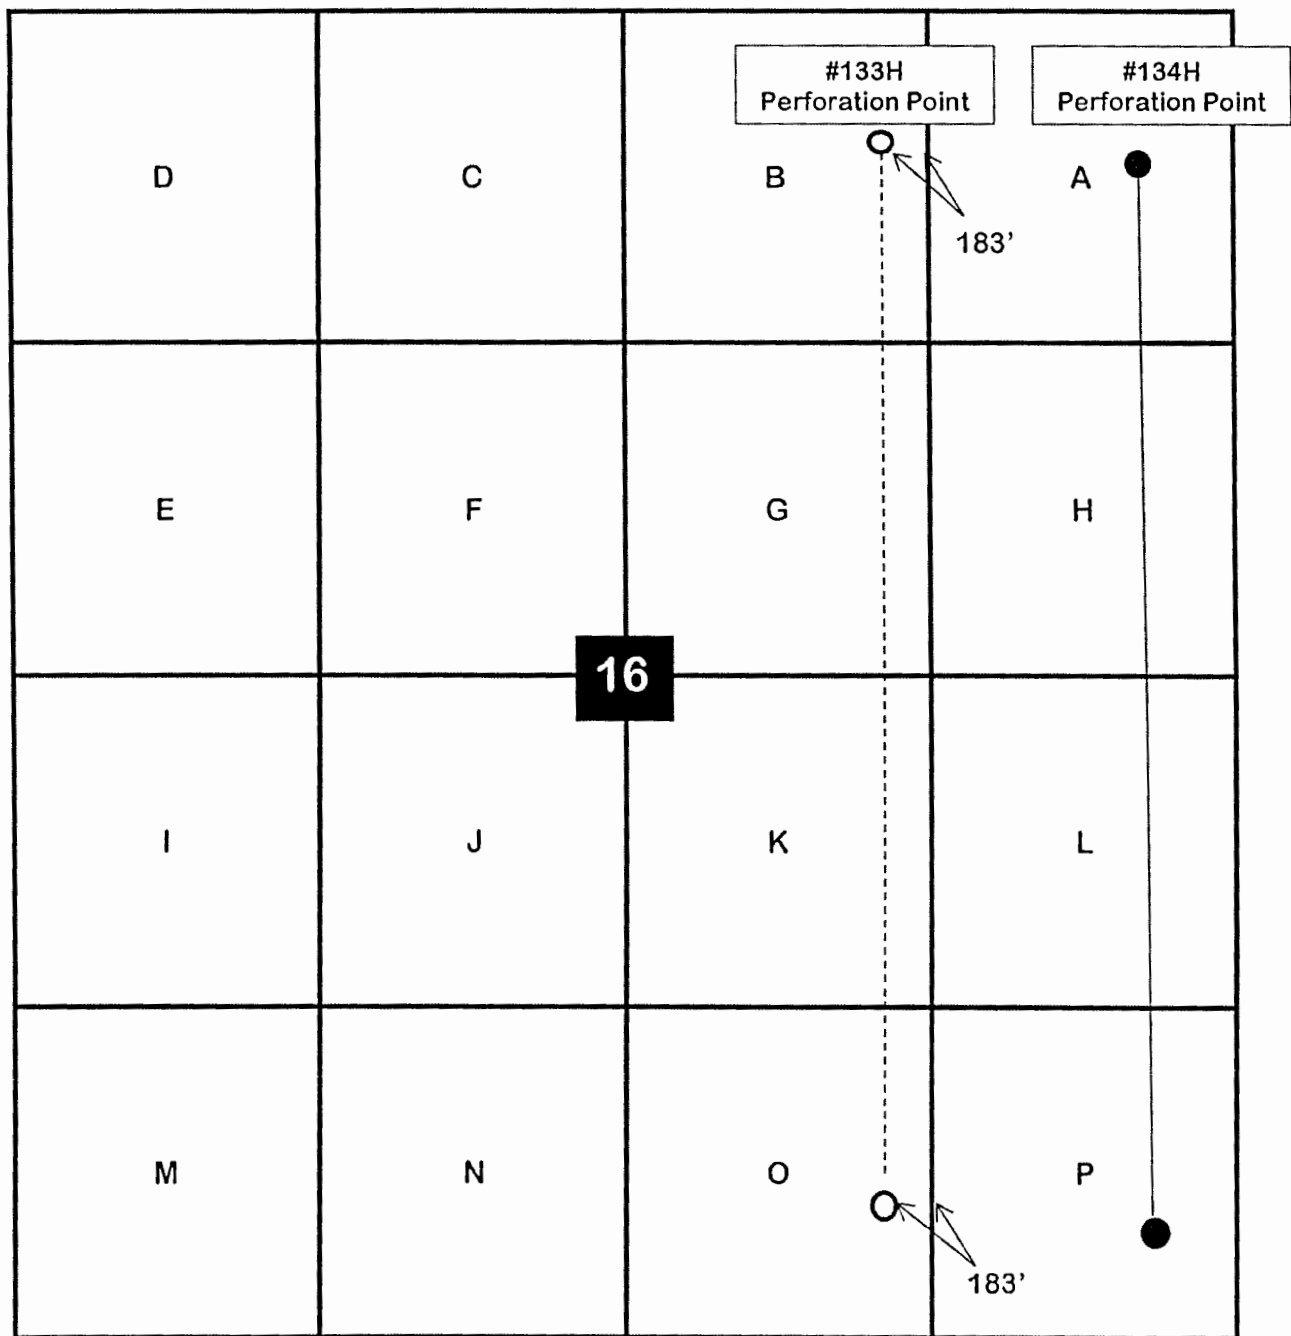 #133H
Perforation Point
#134H
Perforation Point
D
C
B
A
183’
E
F
G
H
16
I
J
K
L
M
N
O
P
183’